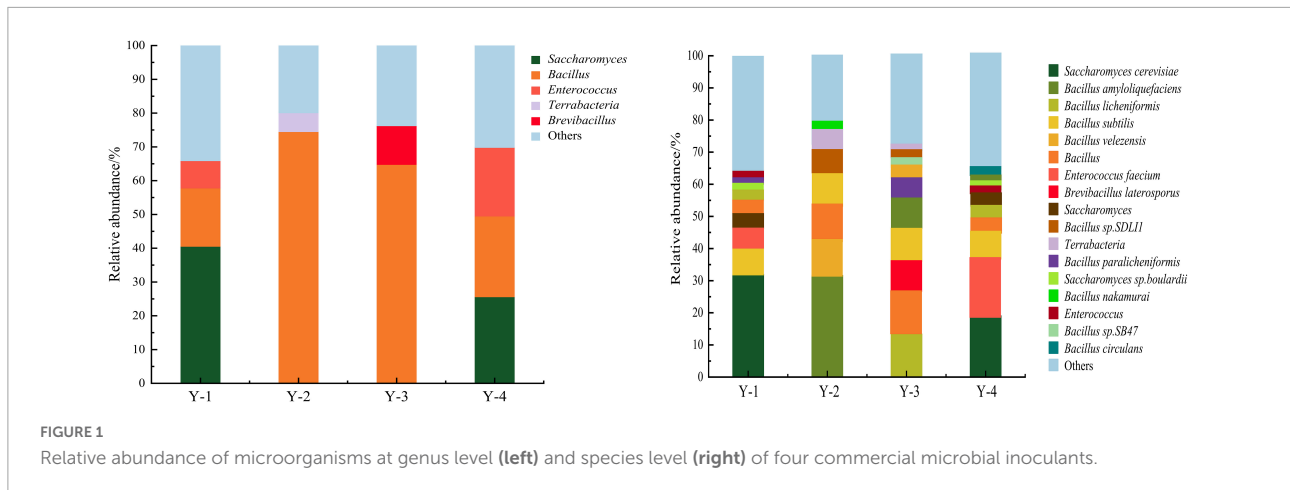 100
90
80
70
60
50
40
30
20
10
0
Relative abundance/%
Y-1 Y-2 Y-3 Y-4
Saccharomyces
Bacillus
Enterococcus
Terrabacteria
Brevibacillus
Others
100
90
80
70
60
50
40
30
20
10
0
Relative abundance/%
Y-1 Y-2 Y-3 Y-4
Saccharomyces cerevisiae
Bacillus amyloliquefaciens
Bacillus licheniformis
Bacillus subtilis
Bacillus velezensis
Bacillus
Enterococcus faecium
Brevibacillus laterosporus
Saccharomyces
Bacillus sp.SDLI1
Terrabacteria
Bacillus paralicheniformis
Saccharomyces sp.boulardii
Bacillus nakamurai
Enterococcus
Bacillus sp.SB47
Bacillus circulans
Others
FIGURE 1
Relative abundance of microorganisms at genus level (left) and species level (right) of four commercial microbial inoculants.